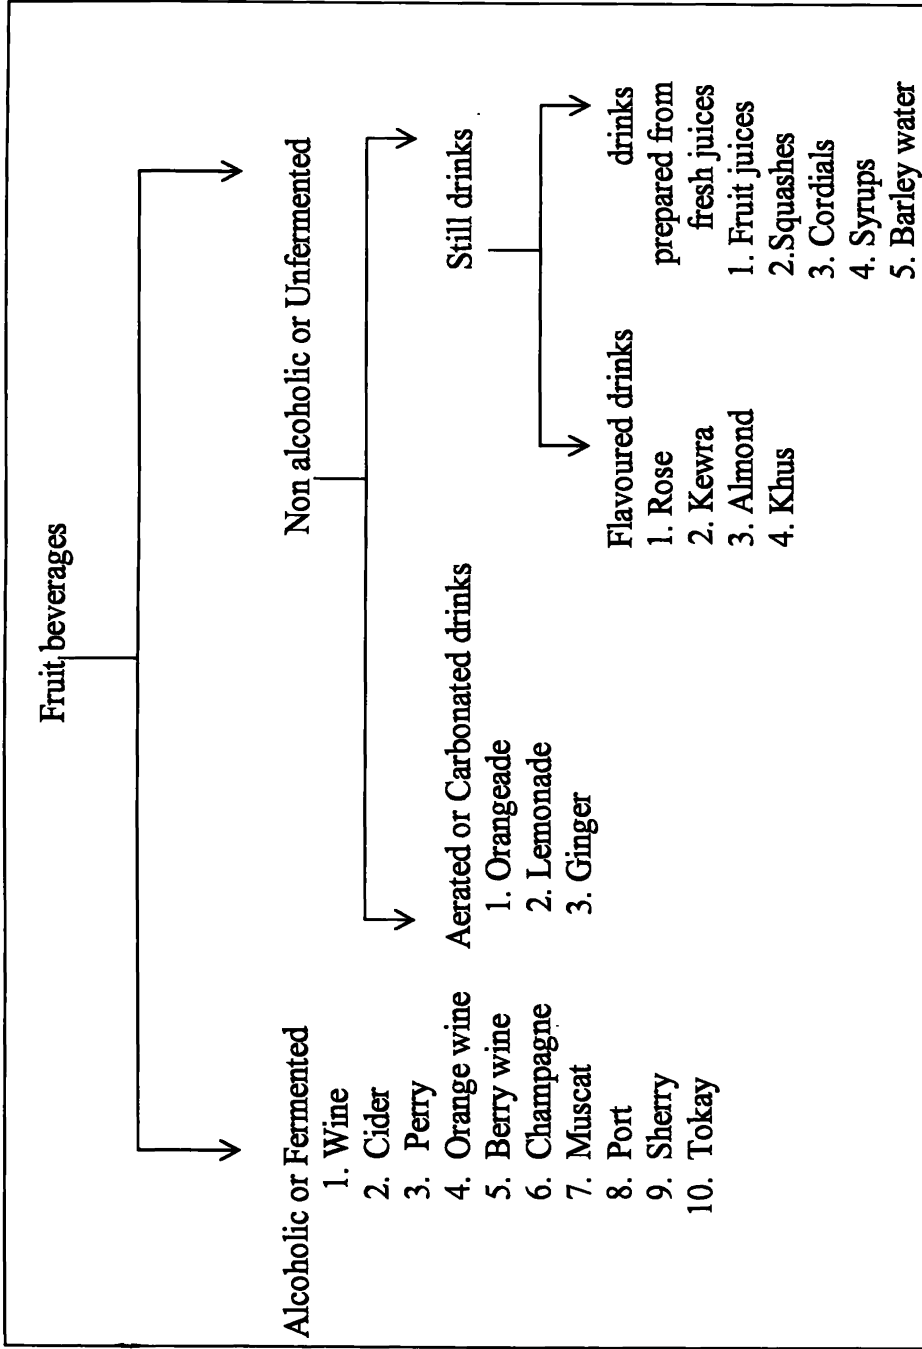 Fruit beverages
Alcoholic or Fermented
1. Wine
2. Cider
3. Perry
4. Orange wine
5. Berry wine
6. Champagne
7. Muscat
8. Port
9. Sherry
10. Tokay
Non alcoholic or Unfermented
Aerated or Carbonated drinks
1. Orangeade
2. Lemonade
3. Ginger
Still drinks
Flavoured drinks
1. Rose
2. Kewra
3. Almond
4. Khus
drinks
prepared from
fresh juices
1. Fruit juices
2.Squashes
3. Cordials
4. Syrups
5. Barley water